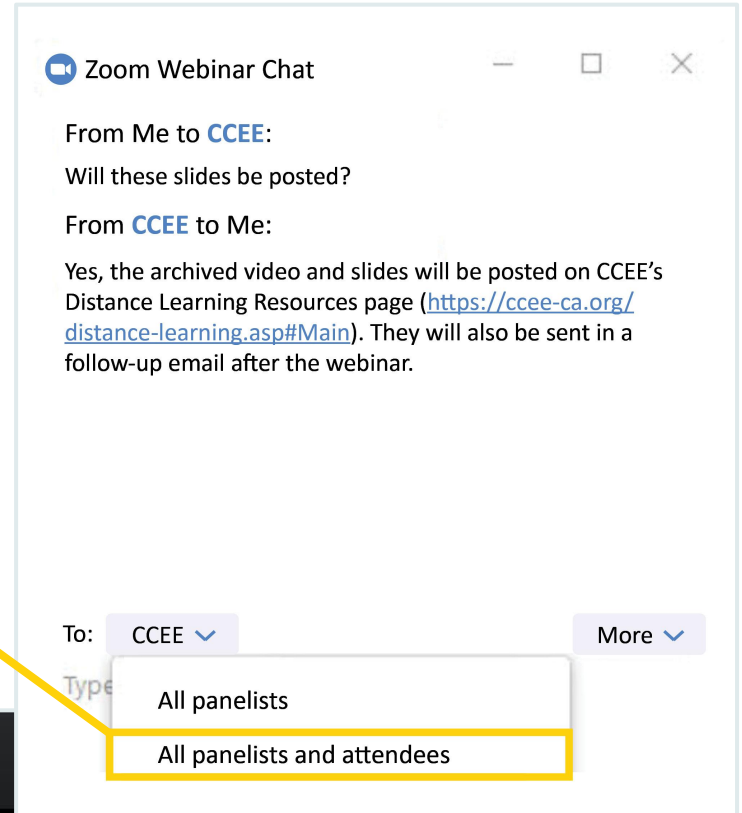 Zoom Webinar Chat
From Me to CCEE:
Will these slides be posted?
From CCEE to Me:
Yes, the archived video and slides will be posted on CCEE’s
Distance Learning Resources page (https://ccee-ca.org/
distance-learning.asp#Main). They will also be sent in a
follow-up email after the webinar.
To: CCEE More
Type
All panelists
All panelists and attendees